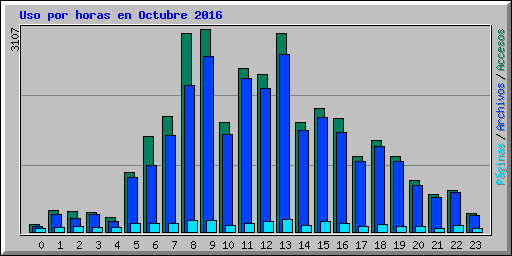 Uso por horas en Octubre 2016
3107
Páginas / Archivos / Accesos
0 1 2 3 4 5 6 7 8 9 10 11 12 13 14 15 16 17 18 19 20 21 22 23